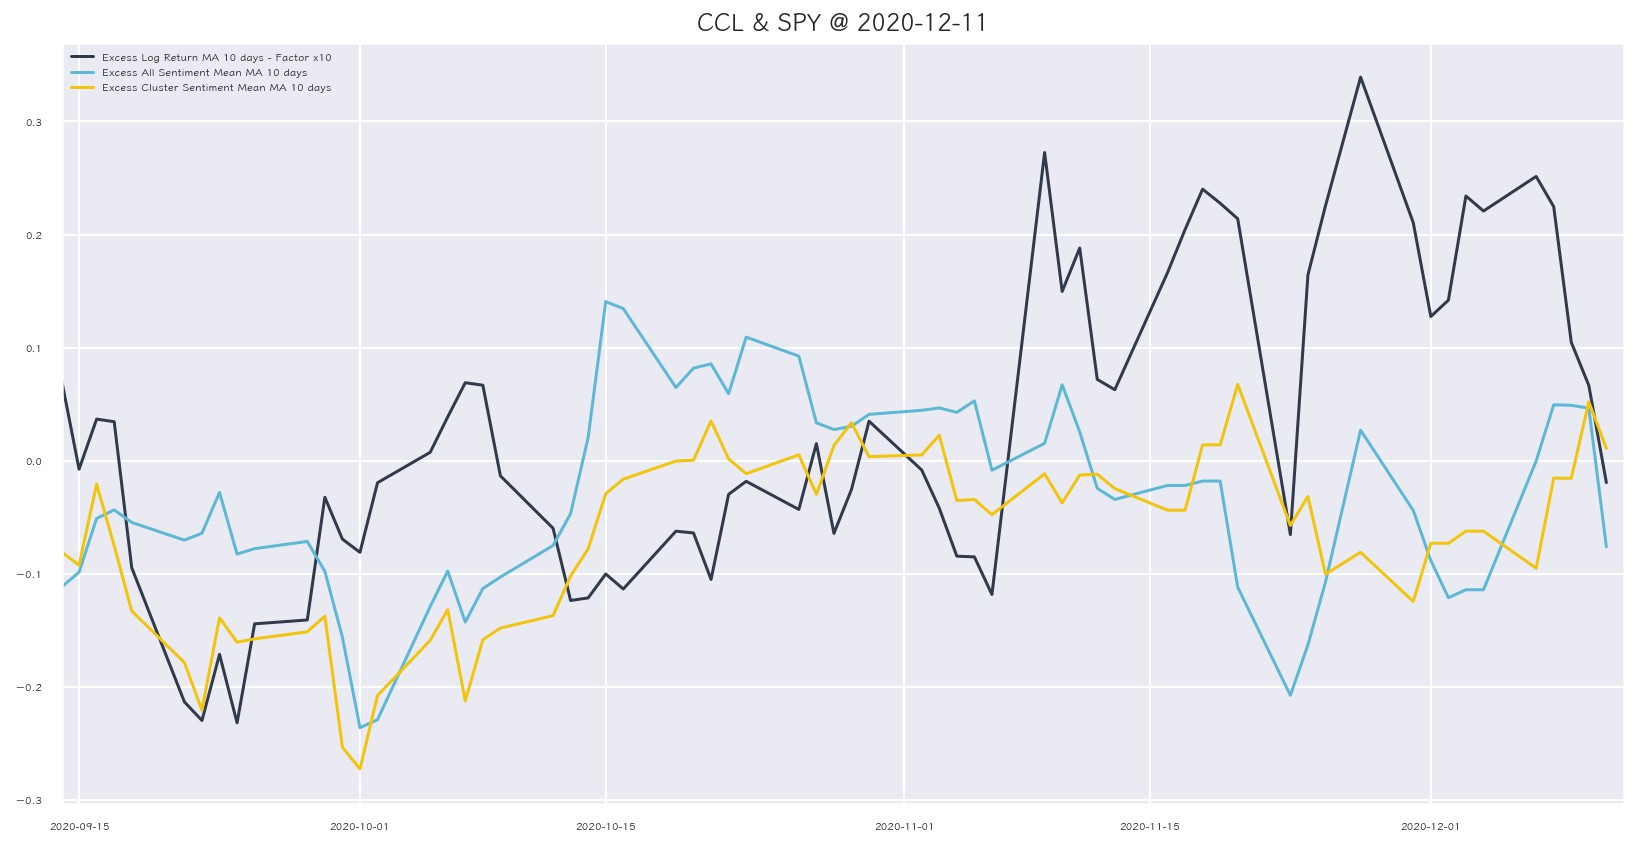 CCL & SPY @ 2020-12-11
Excess Log Return MA 10 days - Factor x10
Excess All Sentiment Mean MA 10 days
Excess Cluster Sentiment Mean MA 10 days
0.3
0.2
0.1
0.0
−0.1
−0.2
−0.3
2020-09-15 2020-10-01 2020-10-15 2020-11-01 2020-11-15 2020-12-01